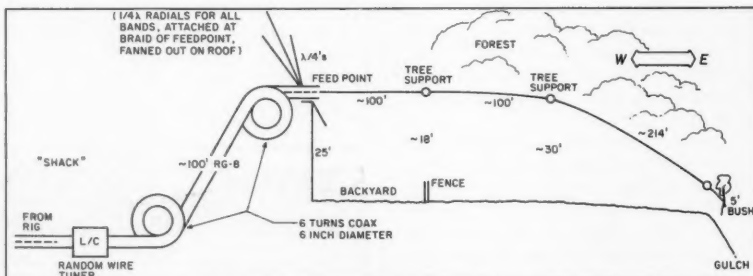 (1/4λ RADIALS FOR ALL
BANDS, ATTACHED AT
BRAID OF FEEDPOINT,
FANNED OUT ON ROOF)
λ/4's
FEED POINT
TREE
SUPPORT
FOREST
TREE
SUPPORT
W
E
~100'
~100'
~214'
"SHACK"
~100' RG-8
25'
~18'
~30'
BACKYARD
FENCE
5'
BUSH
FROM
RIG
L/C
RANDOM WIRE
TUNER
6 TURNS COAX
6 INCH DIAMETER
GULCH